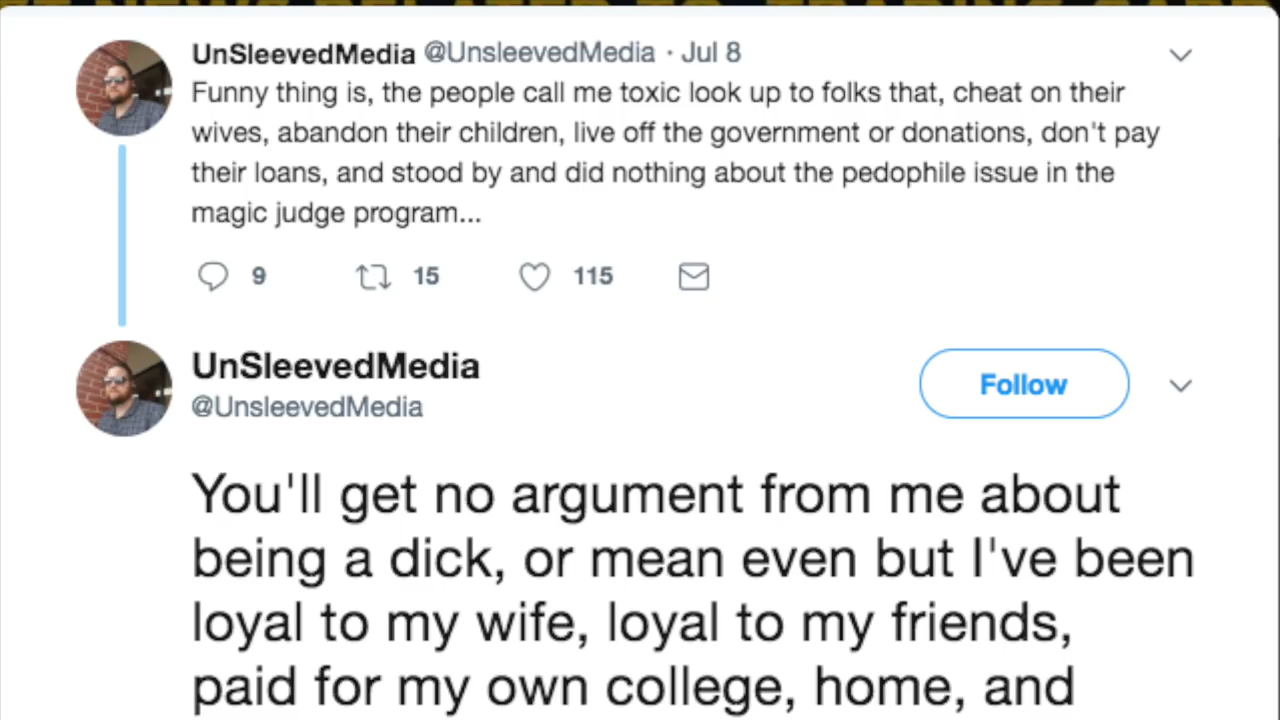 UnSleevedMedia @UnsleevedMedia · Jul 8
Funny thing is, the people call me toxic look up to folks that, cheat on their
wives, abandon their children, live off the government or donations, don't pay
their loans, and stood by and did nothing about the pedophile issue in the
magic judge program...
9 15 115
UnSleevedMedia
@UnsleevedMedia
Follow
You'll get no argument from me about
being a dick, or mean even but I've been
loyal to my wife, loyal to my friends,
paid for my own college, home, and